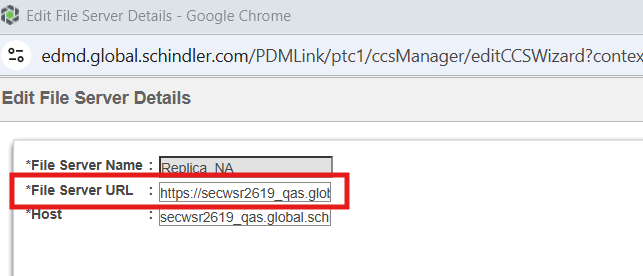 Edit File Server Details - Google Chrome
edmd.global.schindler.com/PDMLink/ptc1/ccsManager/editCCSWizard?contex
Edit File Server Details
*File Server Name : Replica_NA
*File Server URL : https://secwsr2619_qas.glob
*Host : secwsr2619_qas.global.sch